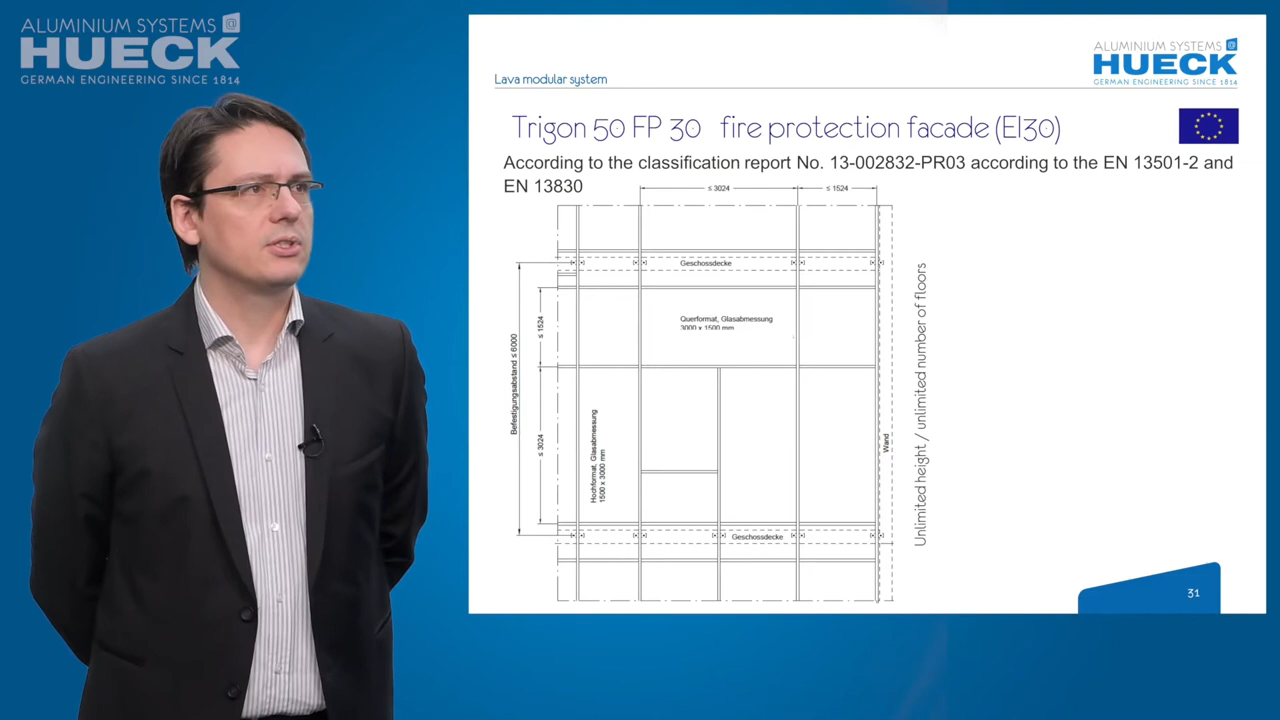 ALUMINIUM SYSTEMS @
HUECK
GERMAN ENGINEERING SINCE 1814
Lava modular system
ALUMINIUM SYSTEMS @
HUECK
GERMAN ENGINEERING SINCE 1814
Trigon 50 FP 30 fire protection facade (EI30)
According to the classification report No. 13-002832-PR03 according to the EN 13501-2 and
EN 13830
≤ 3024
≤ 1524
Geschossdecke
Querformat, Glasabmessung
3000 x 1500 mm
≤ 1524
Befestigungsabstand ≤ 6000
≤ 3024
Hochformat, Glasabmessung
1500 x 3000 mm
Wand
Unlimited height / unlimited number of floors
Geschossdecke
31